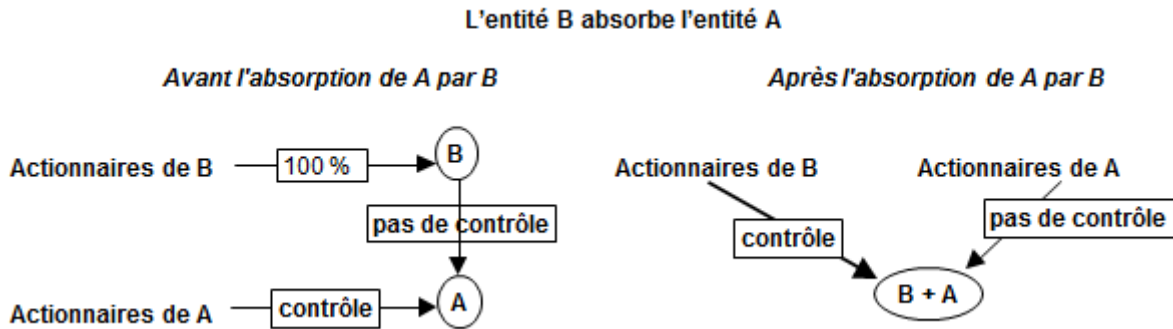 L'entité B absorbe l'entité A
Avant l'absorption de A par B
Après l'absorption de A par B
Actionnaires de B
100 %
B
pas de contrôle
Actionnaires de A
contrôle
A
Actionnaires de B
Actionnaires de A
contrôle
pas de contrôle
B + A